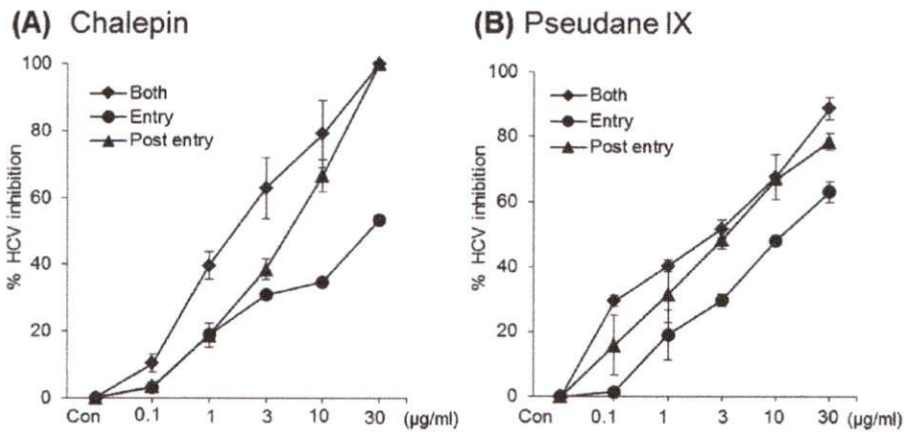 (A) Chalepin
100
80
60
40
20
0
% HCV inhibition
Both
Entry
Post entry
Con 0.1 1 3 10 30 (µg/ml)
(B) Pseudane IX
100
80
60
40
20
0
% HCV inhibition
Both
Entry
Post entry
Con 0.1 1 3 10 30 (µg/ml)